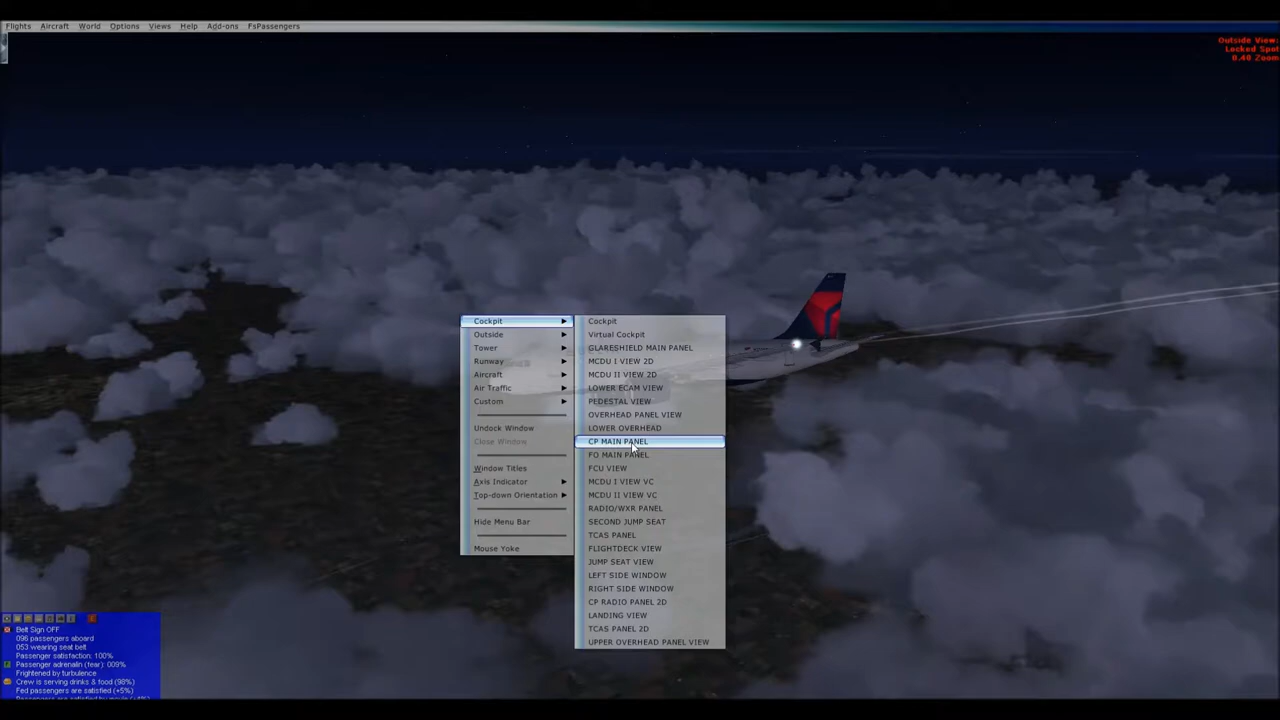 Flights Aircraft World Options Views Help Add-ons FsPassengers
Outside View:
Locked Spot
0.40 Zoom
Cockpit
Outside
Tower
Runway
Aircraft
Air Traffic
Custom
Undock Window
Close Window
Window Titles
Axis Indicator
Top-down Orientation
Hide Menu Bar
Mouse Yoke
Cockpit
Virtual Cockpit
GLARESHIELD MAIN PANEL
MCDU I VIEW 2D
MCDU II VIEW 2D
LOWER ECAM VIEW
PEDESTAL VIEW
OVERHEAD PANEL VIEW
LOWER OVERHEAD
CP MAIN PANEL
FO MAIN PANEL
FCU VIEW
MCDU I VIEW VC
MCDU II VIEW VC
RADIO/WXR PANEL
SECOND JUMP SEAT
TCAS PANEL
FLIGHTDECK VIEW
JUMP SEAT VIEW
LEFT SIDE WINDOW
RIGHT SIDE WINDOW
CP RADIO PANEL 2D
LANDING VIEW
TCAS PANEL 2D
UPPER OVERHEAD PANEL VIEW
Belt Sign OFF
096 passengers aboard
053 wearing seat belt
Passenger satisfaction: 100%
Passenger adrenalin (fear): 009%
Frightened by turbulence
Crew is serving drinks & food (98%)
Fed passengers are satisfied (+5%)
Passengers are satisfied by movie (+4%)